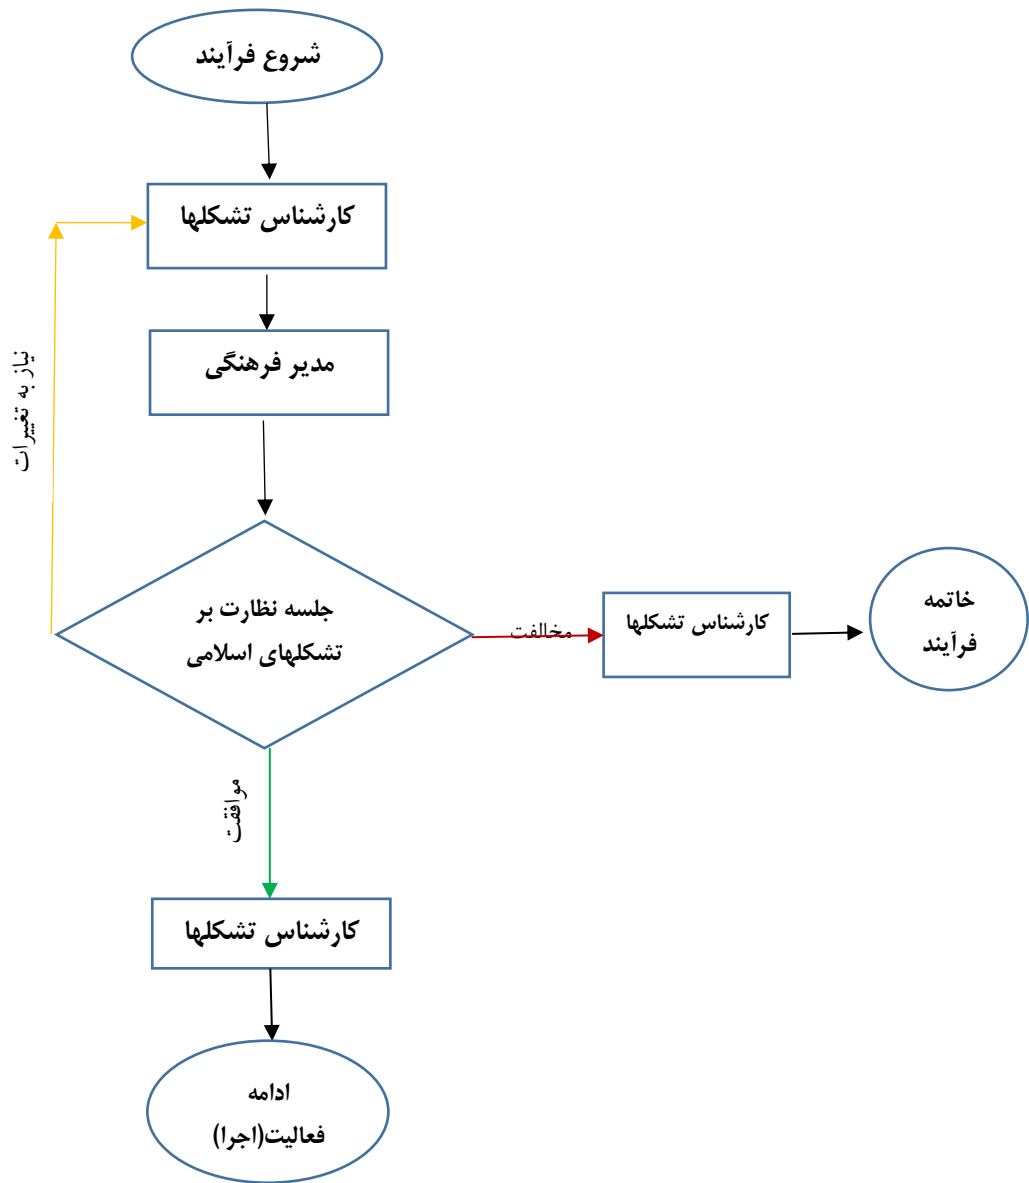 شروع فرآیند
کارشناس تشکلها
مدیر فرهنگی
نیاز به تغییرات
جلسه نظارت بر
تشکلهای اسلامی
مخالفت
کارشناس تشکلها
خاتمه
فرآیند
موافقت
کارشناس تشکلها
ادامه
فعالیت(اجرا)